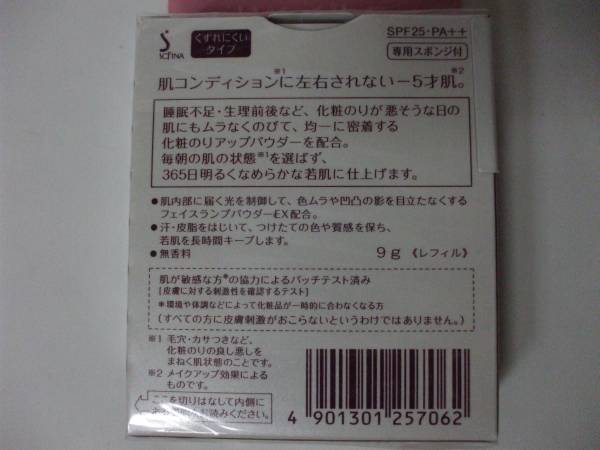 SOFINA
くずれにくい
タイプ
SPF25・PA++
専用スポンジ付
肌コンディション※1に左右されない－5才肌。※2
睡眠不足・生理前後など、化粧のりが悪そうな日の
肌にもムラなくのびて、均一に密着する
化粧のりアップパウダーを配合。
毎朝の肌の状態※1を選ばず、
365日明るくなめらかな若肌に仕上げます。
●肌内部に届く光を制御して、色ムラや凹凸の影を目立たなくする
フェイスランプパウダーEX配合。
●汗・皮脂をはじいて、つけたての色や質感を保ち、
若肌を長時間キープします。
●無香料
9g《レフィル》
肌が敏感な方*の協力によるパッチテスト済み
[皮膚に対する刺激性を確認するテスト]
*環境や体調などによって化粧品が一時的に合わなくなる方
(すべての方に皮膚刺激がおこらないというわけではありません。)
※1 毛穴・カサつきなど、
化粧のりの良し悪しを
まねく肌状態のことです。
※2 メイクアップ効果による
ものです。
ここを切りはなして内側に
お読みください。
4 901301 257062